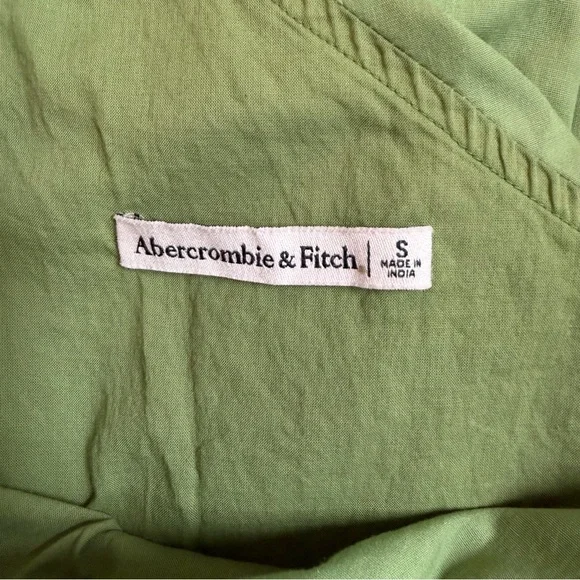 Abercrombie & Fitch | S
MADE IN
INDIA